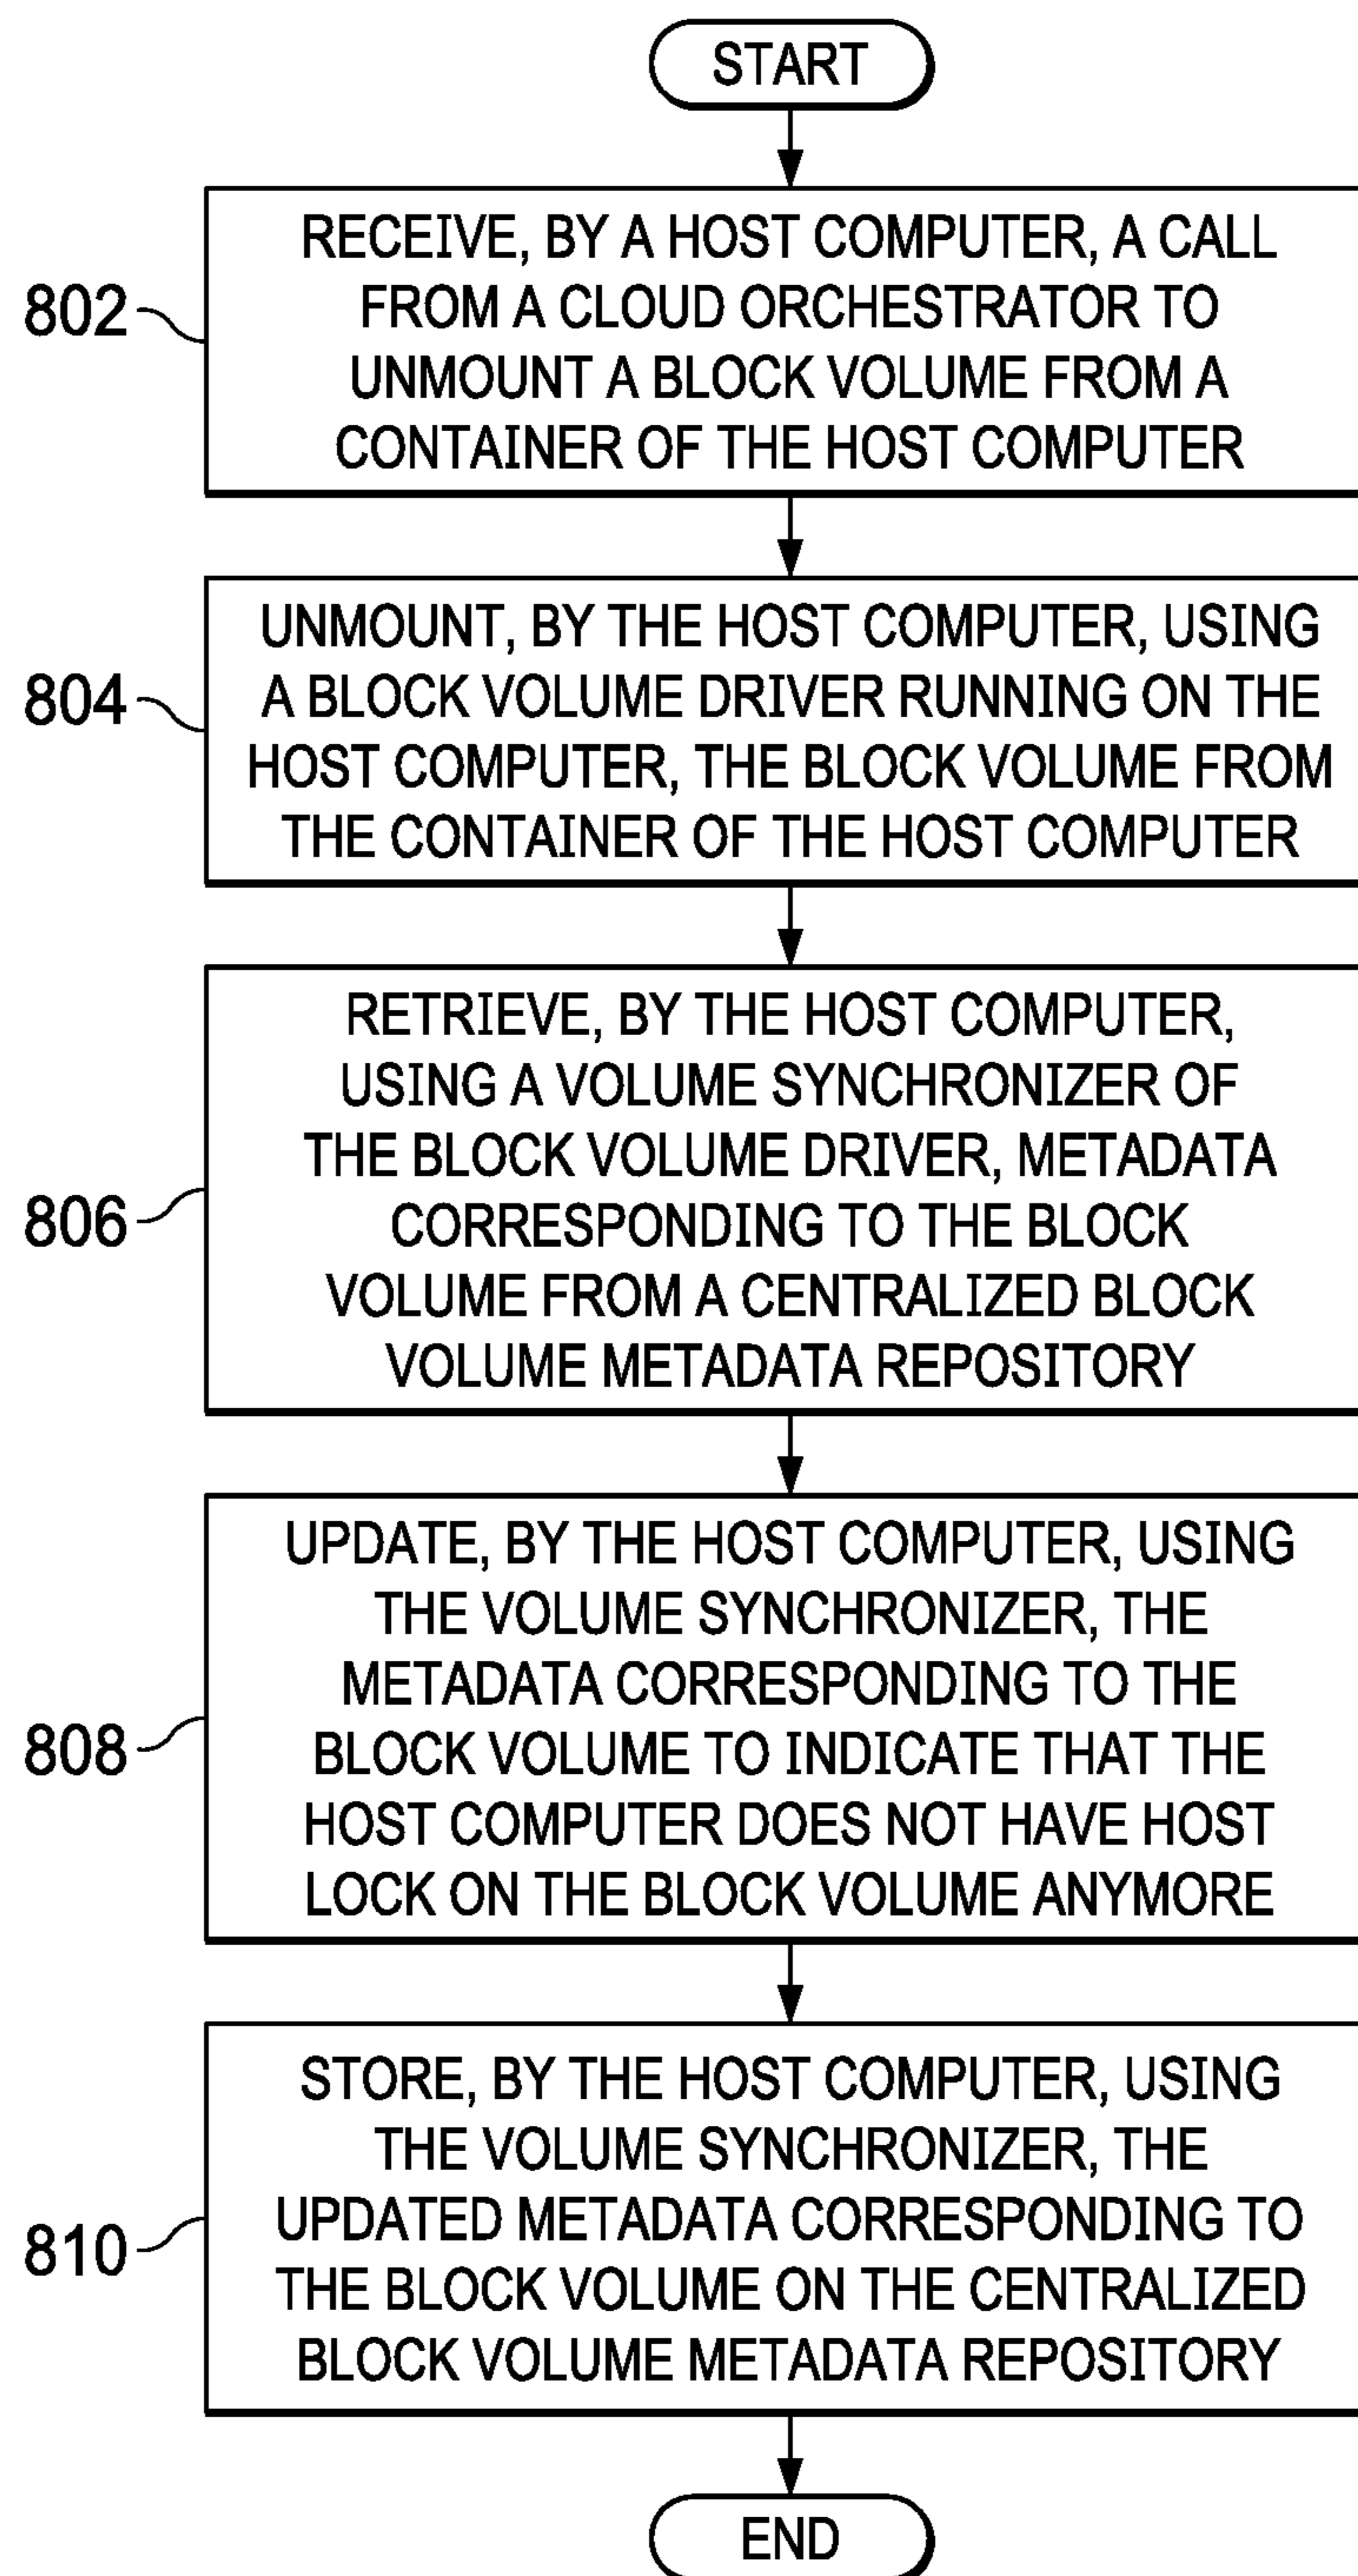 START
802
RECEIVE, BY A HOST COMPUTER, A CALL
FROM A CLOUD ORCHESTRATOR TO
UNMOUNT A BLOCK VOLUME FROM A
CONTAINER OF THE HOST COMPUTER
804
UNMOUNT, BY THE HOST COMPUTER, USING
A BLOCK VOLUME DRIVER RUNNING ON THE
HOST COMPUTER, THE BLOCK VOLUME FROM
THE CONTAINER OF THE HOST COMPUTER
806
RETRIEVE, BY THE HOST COMPUTER,
USING A VOLUME SYNCHRONIZER OF
THE BLOCK VOLUME DRIVER, METADATA
CORRESPONDING TO THE BLOCK
VOLUME FROM A CENTRALIZED BLOCK
VOLUME METADATA REPOSITORY
808
UPDATE, BY THE HOST COMPUTER, USING
THE VOLUME SYNCHRONIZER, THE
METADATA CORRESPONDING TO THE
BLOCK VOLUME TO INDICATE THAT THE
HOST COMPUTER DOES NOT HAVE HOST
LOCK ON THE BLOCK VOLUME ANYMORE
810
STORE, BY THE HOST COMPUTER, USING
THE VOLUME SYNCHRONIZER, THE
UPDATED METADATA CORRESPONDING TO
THE BLOCK VOLUME ON THE CENTRALIZED
BLOCK VOLUME METADATA REPOSITORY
END